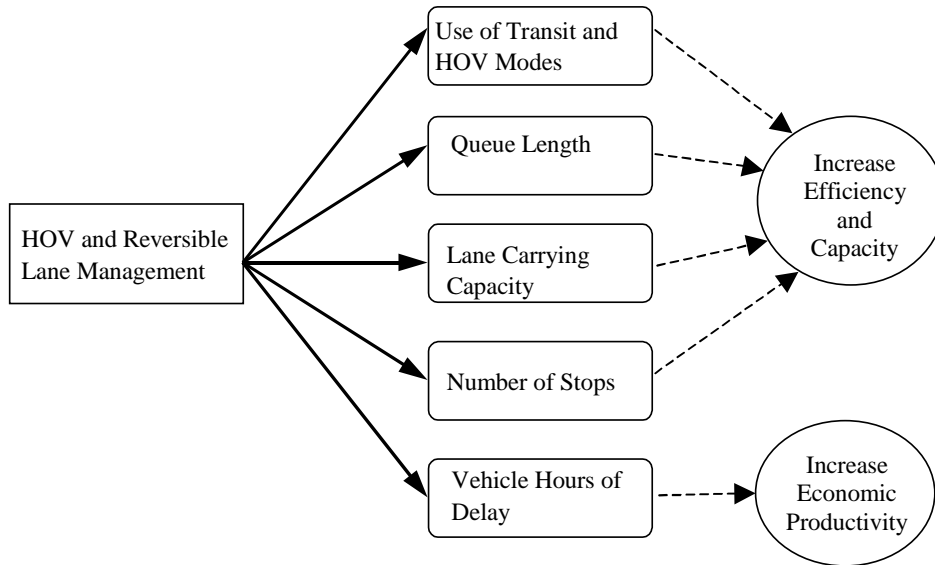 Use of Transit and
HOV Modes
Queue Length
Increase
Efficiency
and
Capacity
HOV and Reversible
Lane Management
Lane Carrying
Capacity
Number of Stops
Vehicle Hours of
Delay
Increase
Economic
Productivity